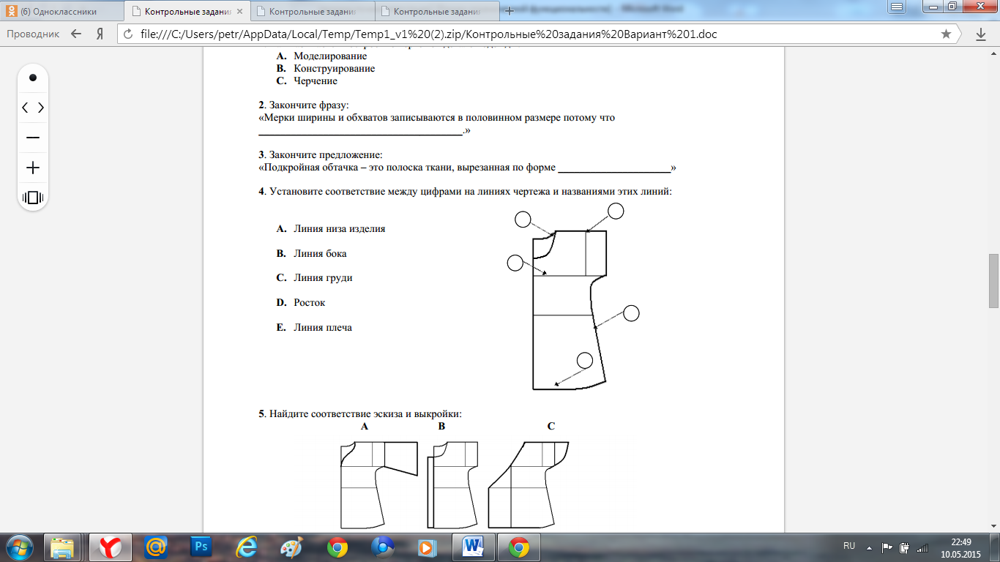 (6) Одноклассники
Контрольные задания
Контрольные задани
Контрольные задани
Microsoft Word
Проводник
Я
file:///C:/Users/petr/AppData/Local/Temp/Temp1_v1%20(2).zip/Контрольные%20задания%20Вариант%201.doc
A. Моделирование
B. Конструирование
C. Черчение
2. Закончите фразу:
«Мерки ширины и обхватов записываются в половинном размере потому что
_____________________________________.»
3. Закончите предложение:
«Подкройная обтачка – это полоска ткани, вырезанная по форме _____________________»
4. Установите соответствие между цифрами на линиях чертежа и названиями этих линий:
A. Линия низа изделия
B. Линия бока
C. Линия груди
D. Росток
E. Линия плеча
5. Найдите соответствие эскиза и выкройки:
A B C
Ps
RU
22:49
10.05.2015